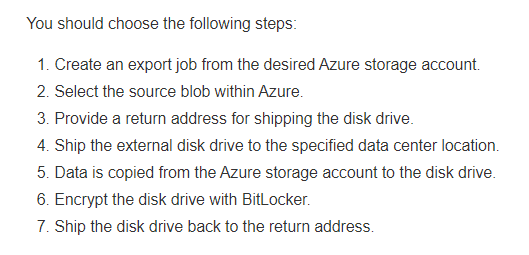 You should choose the following steps:
1. Create an export job from the desired Azure storage account.
2. Select the source blob within Azure.
3. Provide a return address for shipping the disk drive.
4. Ship the external disk drive to the specified data center location.
5. Data is copied from the Azure storage account to the disk drive.
6. Encrypt the disk drive with BitLocker.
7. Ship the disk drive back to the return address.